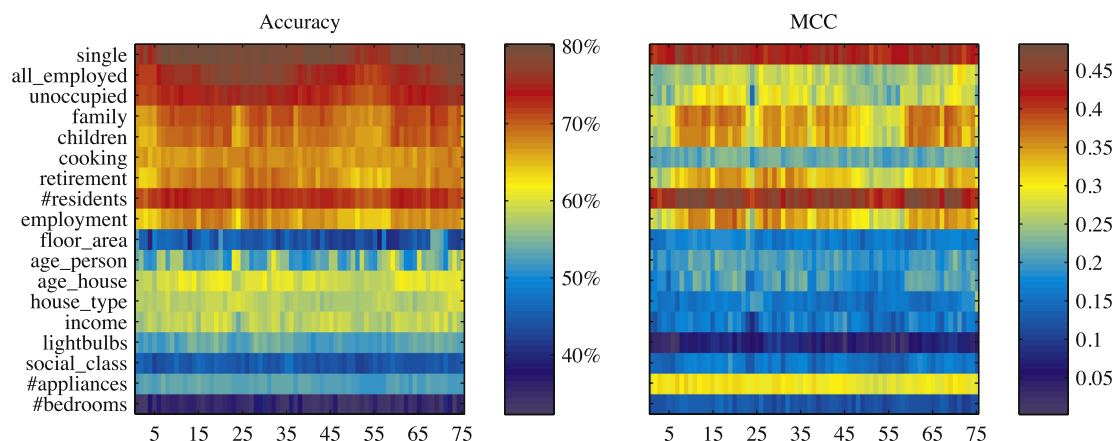 Accuracy
MCC
single
all_employed
unoccupied
family
children
cooking
retirement
#residents
employment
floor_area
age_person
age_house
house_type
income
lightbulbs
social_class
#appliances
#bedrooms
5 15 25 35 45 55 65 75
80%
70%
60%
50%
40%
5 15 25 35 45 55 65 75
0.45
0.4
0.35
0.3
0.25
0.2
0.15
0.1
0.05